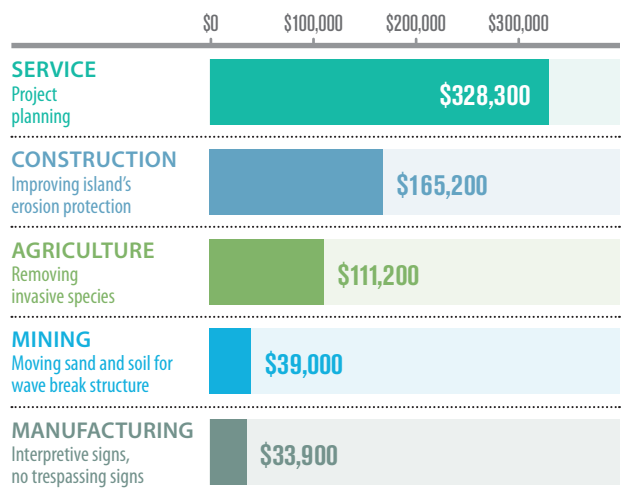 $0 $100,000 $200,000 $300,000
SERVICE
Project
planning
$328,300
CONSTRUCTION
Improving island’s
erosion protection
$165,200
AGRICULTURE
Removing
invasive species
$111,200
MINING
Moving sand and soil for
wave break structure
$39,000
MANUFACTURING
Interpretive signs,
no trespassing signs
$33,900